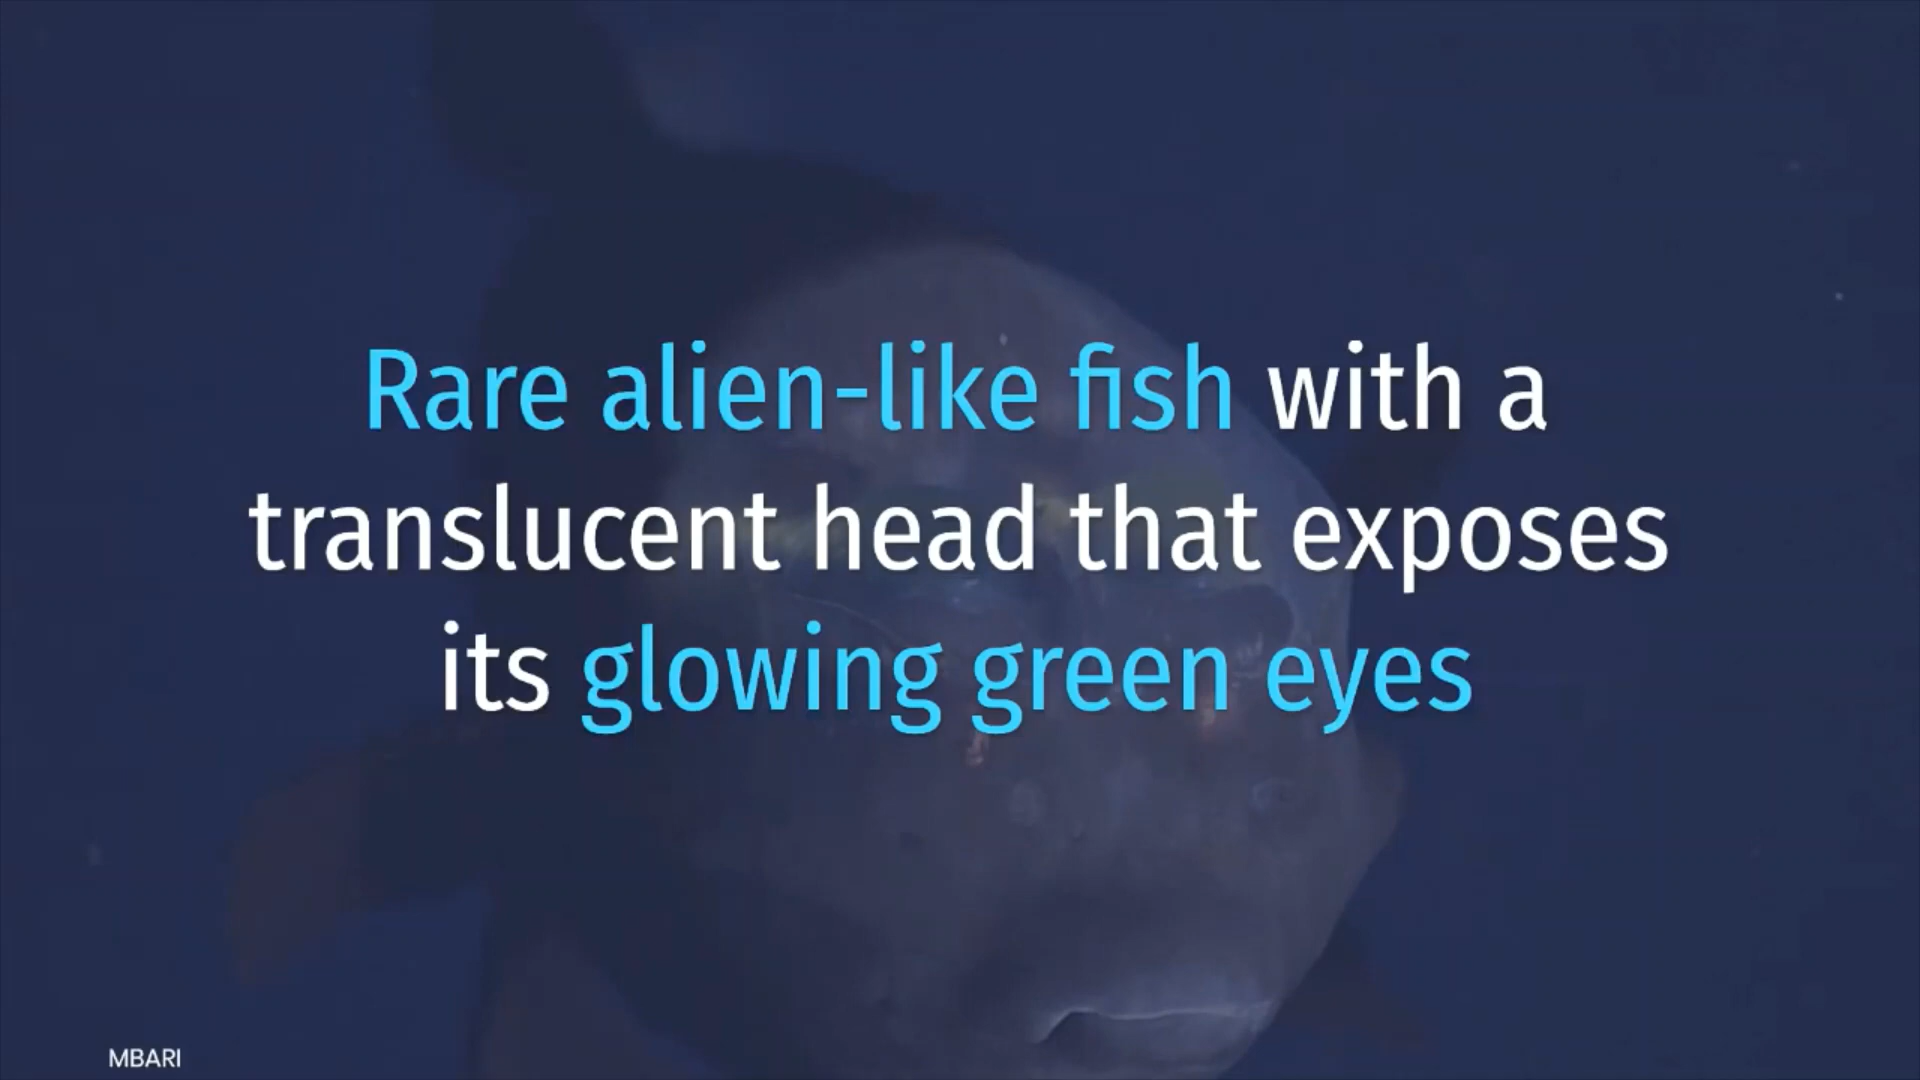 Rare alien-like fish with a
translucent head that exposes
its glowing green eyes
MBARI